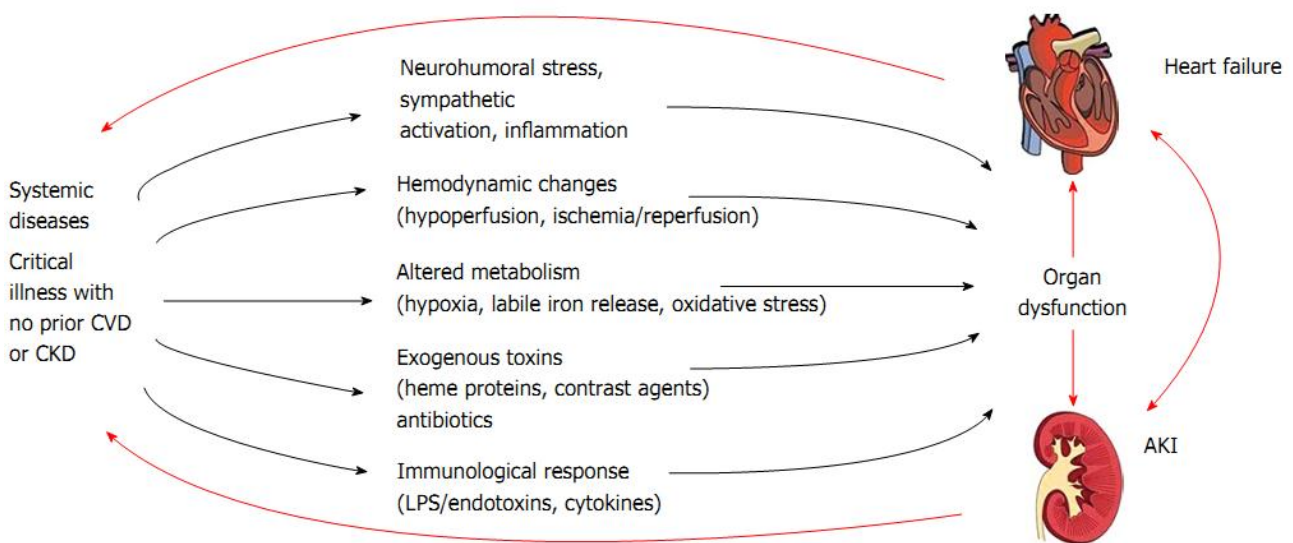 Systemic
diseases
Critical
illness with
no prior CVD
or CKD
Neurohumoral stress,
sympathetic
activation, inflammation
Hemodynamic changes
(hypoperfusion, ischemia/reperfusion)
Altered metabolism
(hypoxia, labile iron release, oxidative stress)
Exogenous toxins
(heme proteins, contrast agents)
antibiotics
Immunological response
(LPS/endotoxins, cytokines)
Heart failure
Organ
dysfunction
AKI